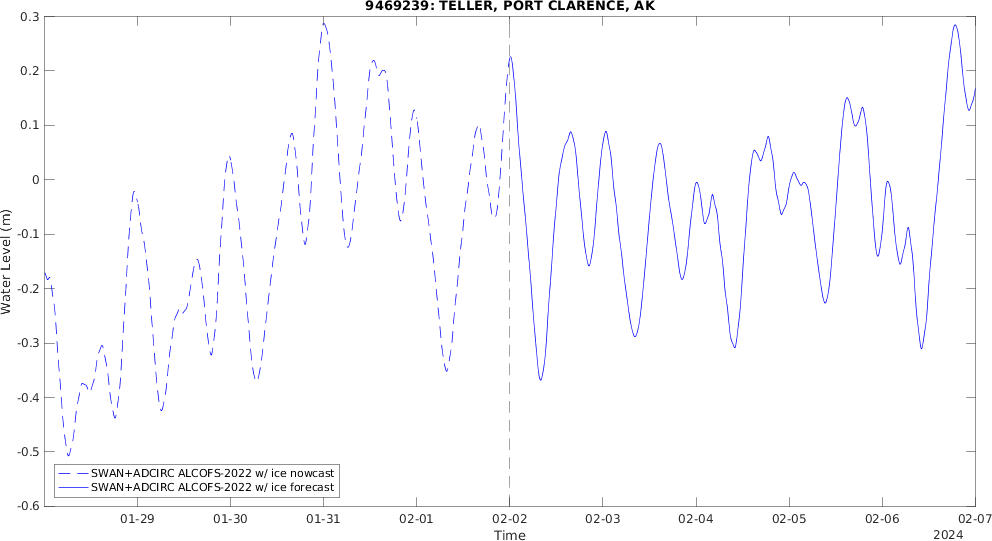 9469239: TELLER, PORT CLARENCE, AK
0.3
0.2
0.1
0
-0.1
-0.2
-0.3
-0.4
-0.5
-0.6
Water Level (m)
SWAN+ADCIRC ALCOFS-2022 w/ ice nowcast
SWAN+ADCIRC ALCOFS-2022 w/ ice forecast
01-29 01-30 01-31 02-01 02-02 02-03 02-04 02-05 02-06 02-07
Time
2024